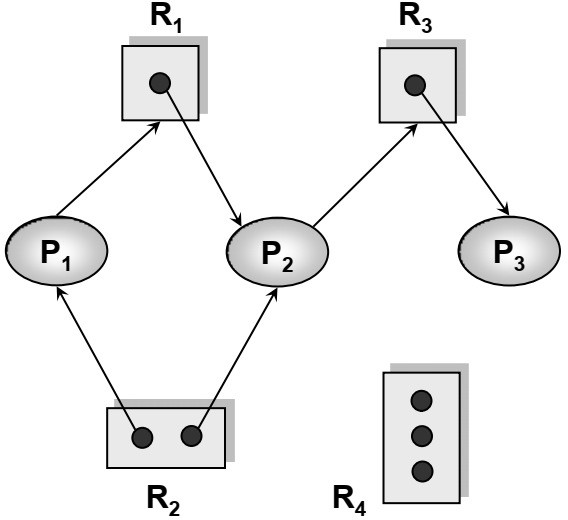 R₁
R₃
P₁
P₂
P₃
R₂
R₄